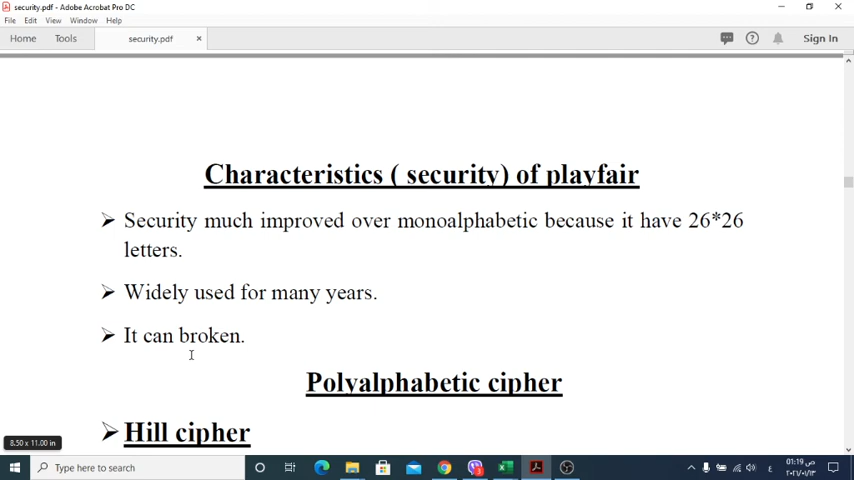 security.pdf - Adobe Acrobat Pro DC
File Edit View Window Help
Home Tools security.pdf × Sign In
Characteristics ( security) of playfair
➢ Security much improved over monoalphabetic because it have 26*26
letters.
➢ Widely used for many years.
➢ It can broken.
Polyalphabetic cipher
➢ Hill cipher
8.50 x 11.00 in
Type here to search
ع
01:19 ص